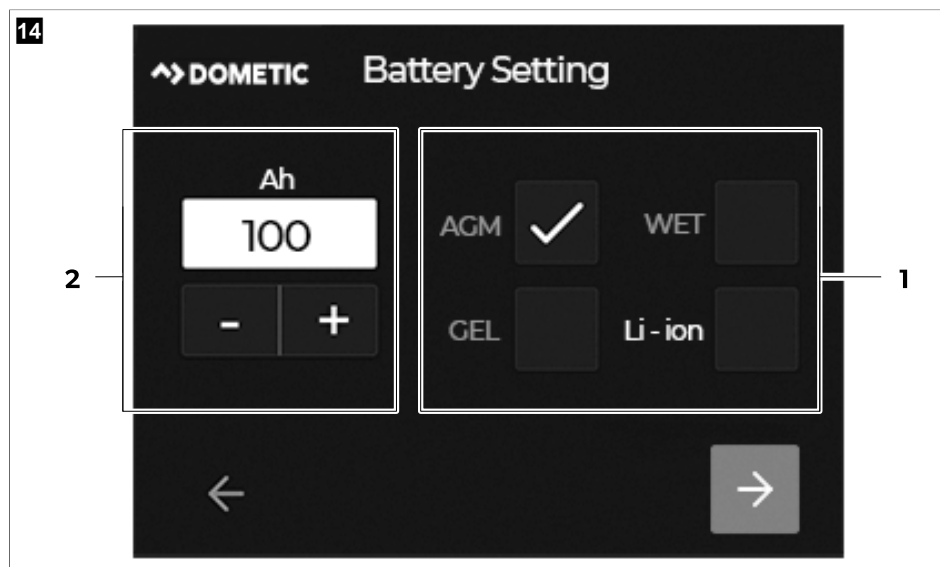 14
DOMETIC Battery Setting
Ah
100
- +
AGM WET
GEL Li - ion
2
1